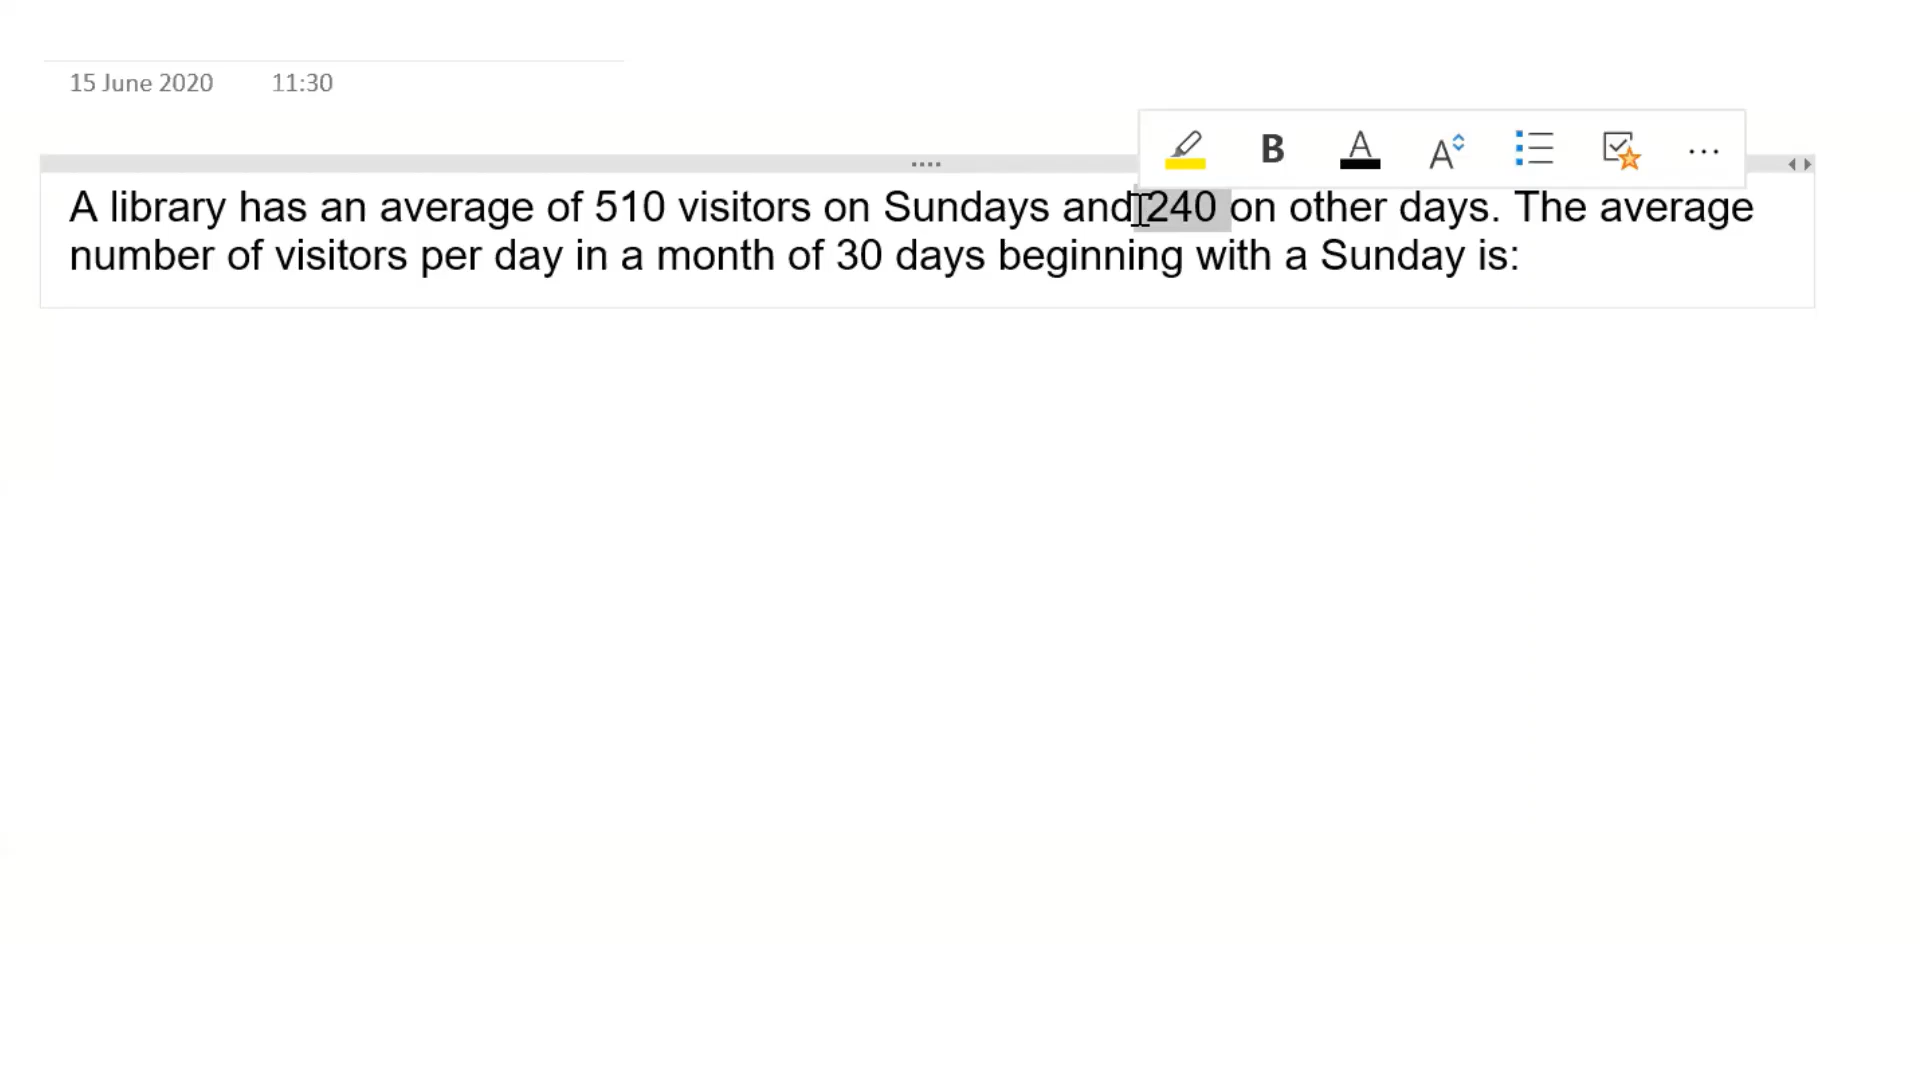 15 June 2020 11:30
B A A ...
A library has an average of 510 visitors on Sundays and 240 on other days. The average
number of visitors per day in a month of 30 days beginning with a Sunday is: